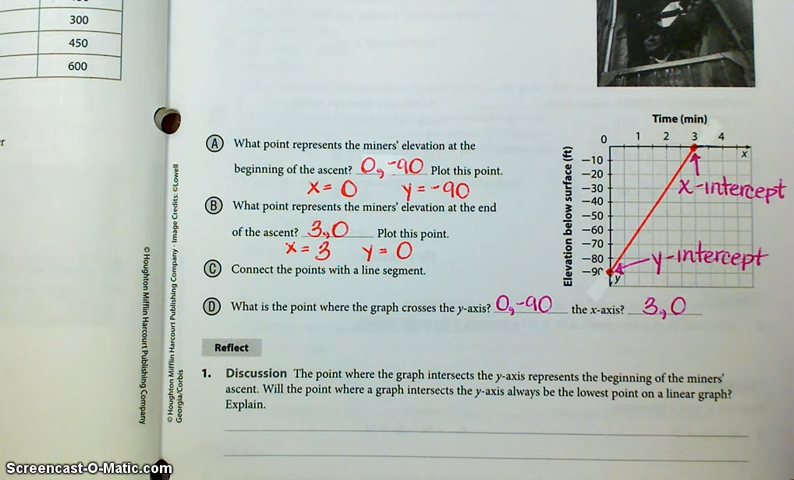 300
450
600
Time (min)
0 1 2 3 4
x
Elevation below surface (ft)
−10
−20
−30
−40
−50
−60
−70
−80
−90
y
x-intercept
y-intercept
A What point represents the miners' elevation at the
beginning of the ascent? 0,-90 Plot this point.
x=0 y=-90
B What point represents the miners' elevation at the end
of the ascent? 3,0 Plot this point.
x=3 y=0
C Connect the points with a line segment.
D What is the point where the graph crosses the y-axis? 0,-90 the x-axis? 3,0
Reflect
1. Discussion The point where the graph intersects the y-axis represents the beginning of the miners'
ascent. Will the point where a graph intersects the y-axis always be the lowest point on a linear graph?
Explain.
© Houghton Mifflin Harcourt Publishing Company
© Houghton Mifflin Harcourt Publishing Company · Image Credits: ©Lowell
Georgia/Corbis
Screencast-O-Matic.com